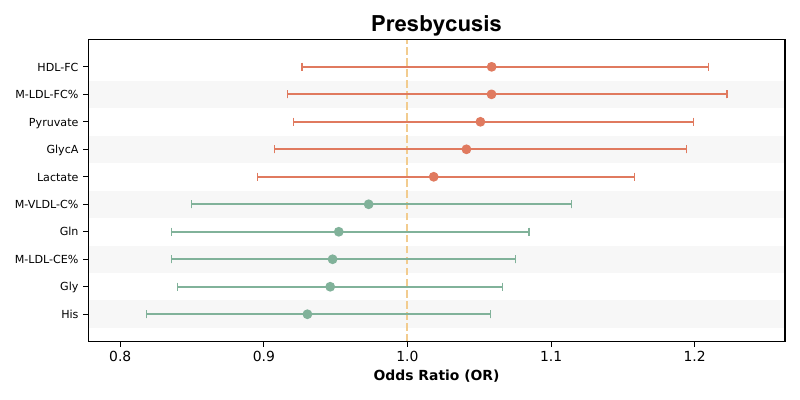 Presbycusis
HDL-FC
M-LDL-FC%
Pyruvate
GlycA
Lactate
M-VLDL-C%
Gln
M-LDL-CE%
Gly
His
0.8 0.9 1.0 1.1 1.2
Odds Ratio (OR)